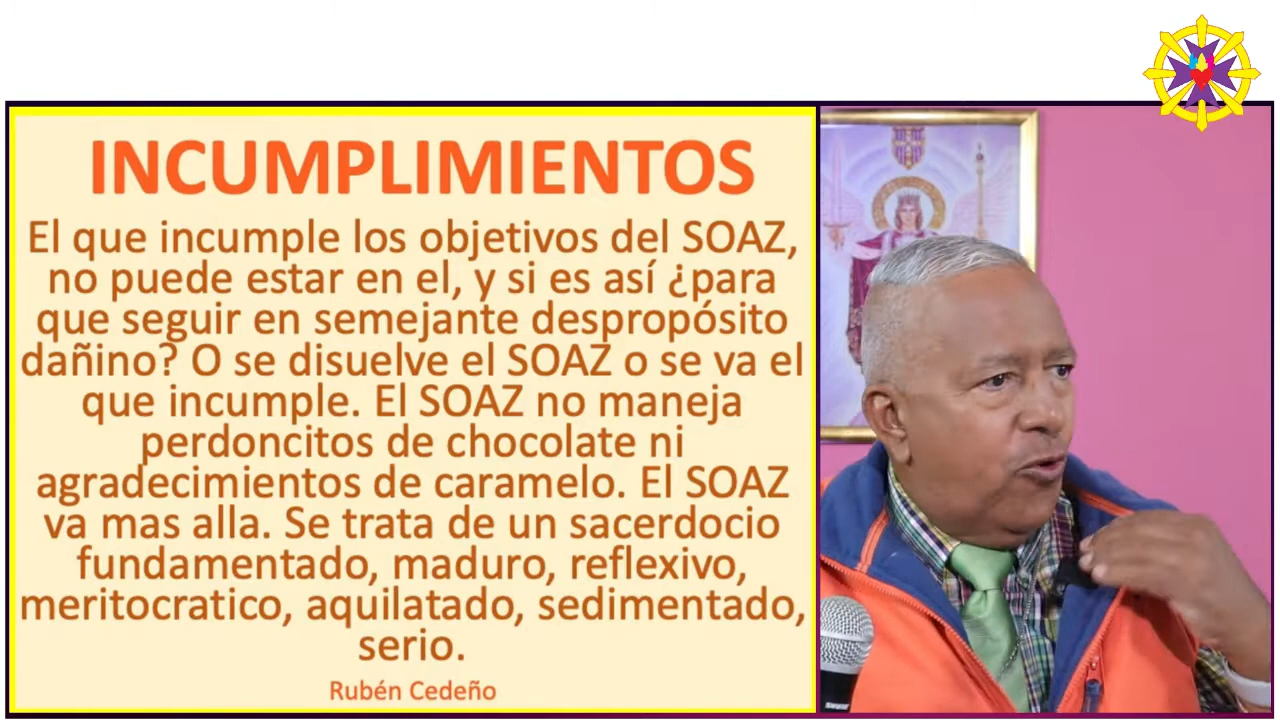 INCUMPLIMIENTOS
El que incumple los objetivos del SOAZ,
no puede estar en el, y si es así ¿para
que seguir en semejante despropósito
dañino? O se disuelve el SOAZ o se va el
que incumple. El SOAZ no maneja
perdoncitos de chocolate ni
agradecimientos de caramelo. El SOAZ
va mas alla. Se trata de un sacerdocio
fundamentado, maduro, reflexivo,
meritocratico, aquilatado, sedimentado,
serio.
Rubén Cedeño
SHURE